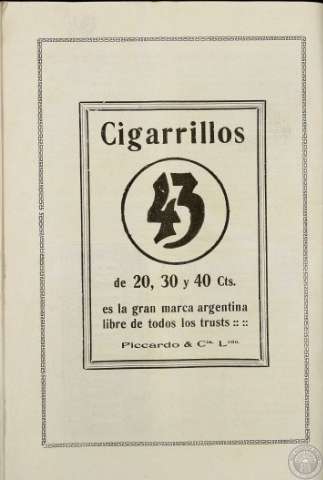 Cigarrillos
43
de 20, 30 y 40 Cts.
es la gran marca argentina
libre de todos los trusts :: ::
Piccardo & Cía. Ltda.